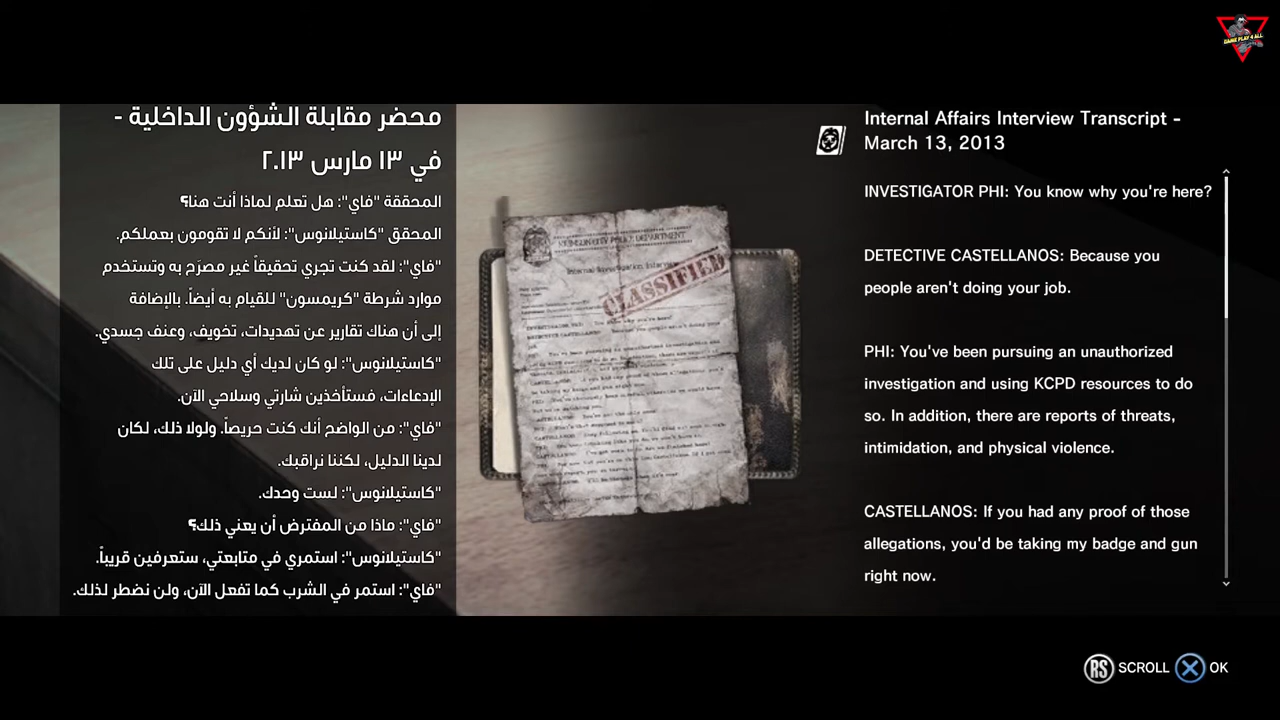 GAME PLAY 4 ALL
محضر مقابلة الشؤون الداخلية -
في ١٣ مارس ٢٠١٣
المحققة "فاي": هل تعلم لماذا أنت هنا؟
المحقق "كاستيلانوس": لأنكم لا تقومون بعملكم.
"فاي": لقد كنت تجري تحقيقاً غير مصرح به وتستخدم
موارد شرطة "كريمسون" للقيام به أيضاً. بالإضافة
إلى أن هناك تقارير عن تهديدات، تخويف، وعنف جسدي.
"كاستيلانوس": لو كان لديك أي دليل على تلك
الإدعاءات، فستأخذين شارتي وسلاحي الآن.
"فاي": من الواضح أنك كنت حريصاً. ولولا ذلك، لكان
لدينا الدليل، لكننا نراقبك.
"كاستيلانوس": لست وحدك.
"فاي": ماذا من المفترض أن يعني ذلك؟
"كاستيلانوس": استمري في متابعتي، ستعرفين قريباً.
"فاي": استمر في الشرب كما تفعل الآن، ولن نضطر لذلك.
CLASSIFIED
Internal Affairs Interview Transcript -
March 13, 2013
INVESTIGATOR PHI: You know why you're here?
DETECTIVE CASTELLANOS: Because you
people aren't doing your job.
PHI: You've been pursuing an unauthorized
investigation and using KCPD resources to do
so. In addition, there are reports of threats,
intimidation, and physical violence.
CASTELLANOS: If you had any proof of those
allegations, you'd be taking my badge and gun
right now.
RS SCROLL OK